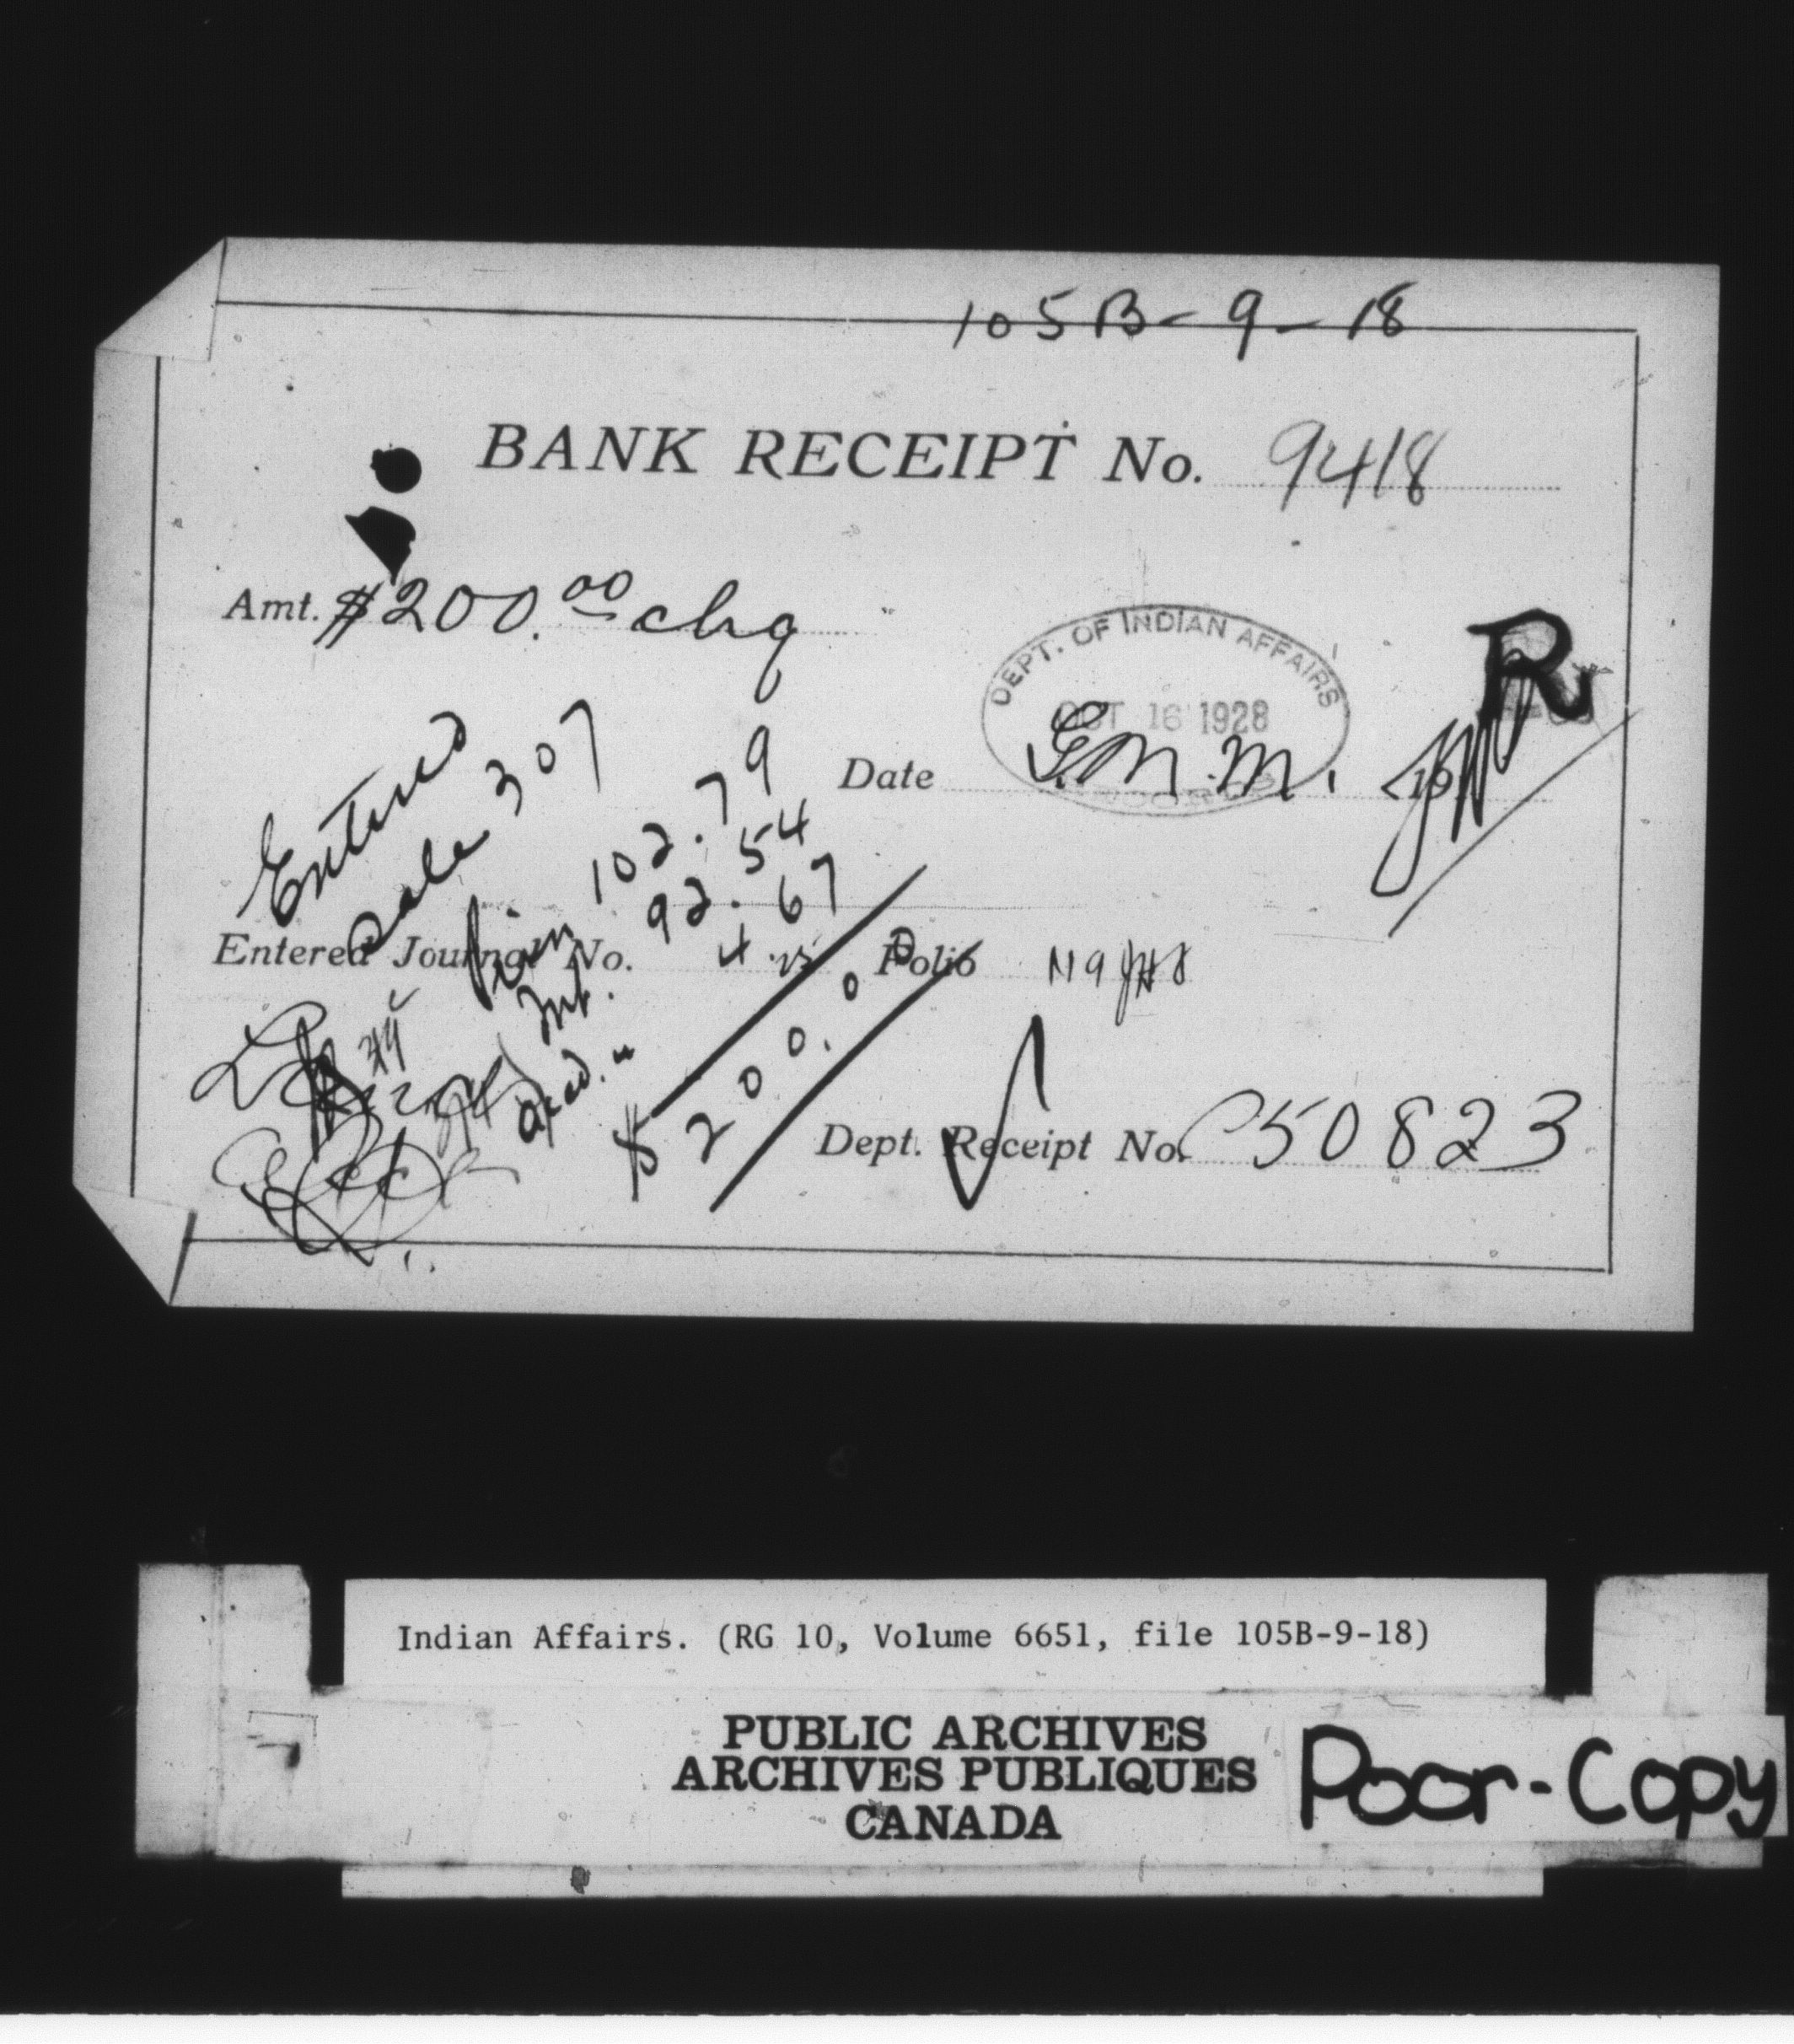 105B-9-18
BANK RECEIPT No. 9418
Amt. $200.00 chq
DEPT. OF INDIAN AFFAIRS
OCT 16 1928
R
Date G.M.M. 19
Entered
Sale 307
Prin 102.79
Int. 92.54
4.67
$200.00
Entered Journal No. Folio
Dept. Receipt No. C50823
Indian Affairs. (RG 10, Volume 6651, file 105B-9-18)
PUBLIC ARCHIVES
ARCHIVES PUBLIQUES
CANADA
Poor-Copy